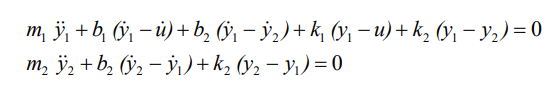 m₁ ÿ₁ + b₁ (ẏ₁ − u̇) + b₂ (ẏ₁ − ẏ₂) + k₁ (y₁ − u) + k₂ (y₁ − y₂) = 0
m₂ ÿ₂ + b₂ (ẏ₂ − ẏ₁) + k₂ (y₂ − y₁) = 0